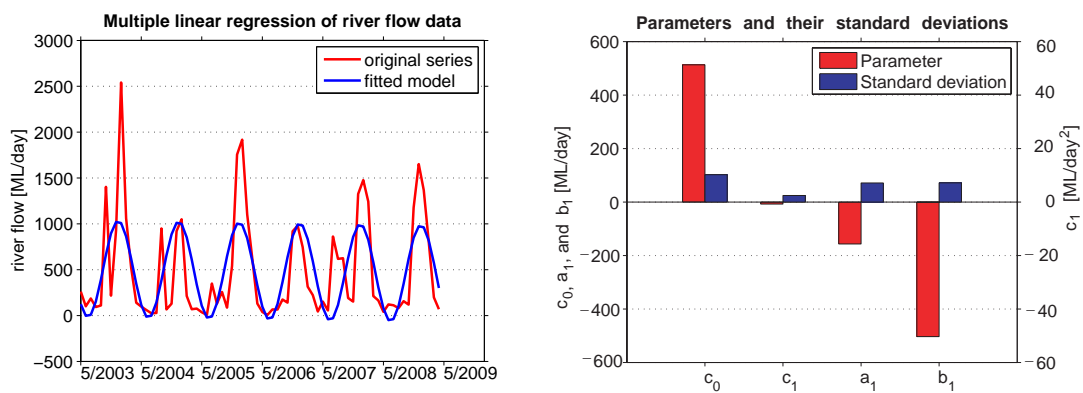 Multiple linear regression of river flow data
original series
fitted model
river flow [ML/day]
3000
2500
2000
1500
1000
500
0
−500
5/2003 5/2004 5/2005 5/2006 5/2007 5/2008 5/2009
Parameters and their standard deviations
Parameter
Standard deviation
c0, a1, and b1 [ML/day]
600
400
200
0
−200
−400
−600
c0 c1 a1 b1
60
40
20
0
−20
−40
−60
c1 [ML/day²]